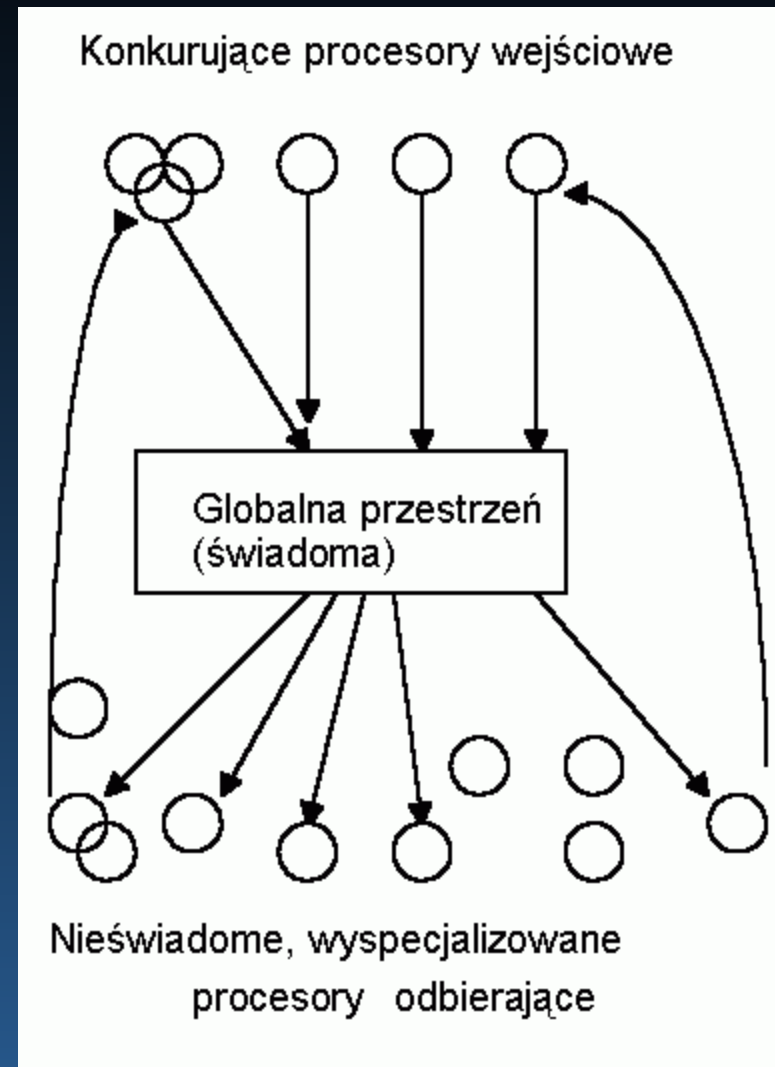 Konkurujące procesory wejściowe
Globalna przestrzeń
(świadoma)
Nieświadome, wyspecjalizowane
procesory odbierające